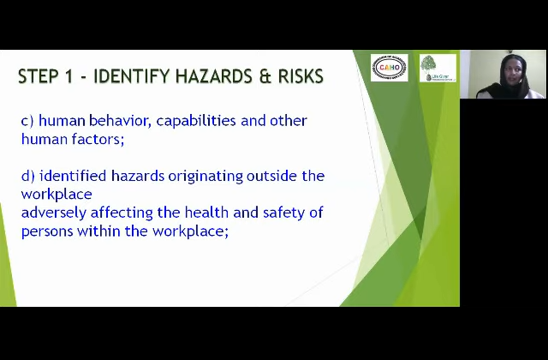 STEP 1 - IDENTIFY HAZARDS & RISKS
CAHO
c) human behavior, capabilities and other
human factors;
d) identified hazards originating outside the
workplace
adversely affecting the health and safety of
persons within the workplace;